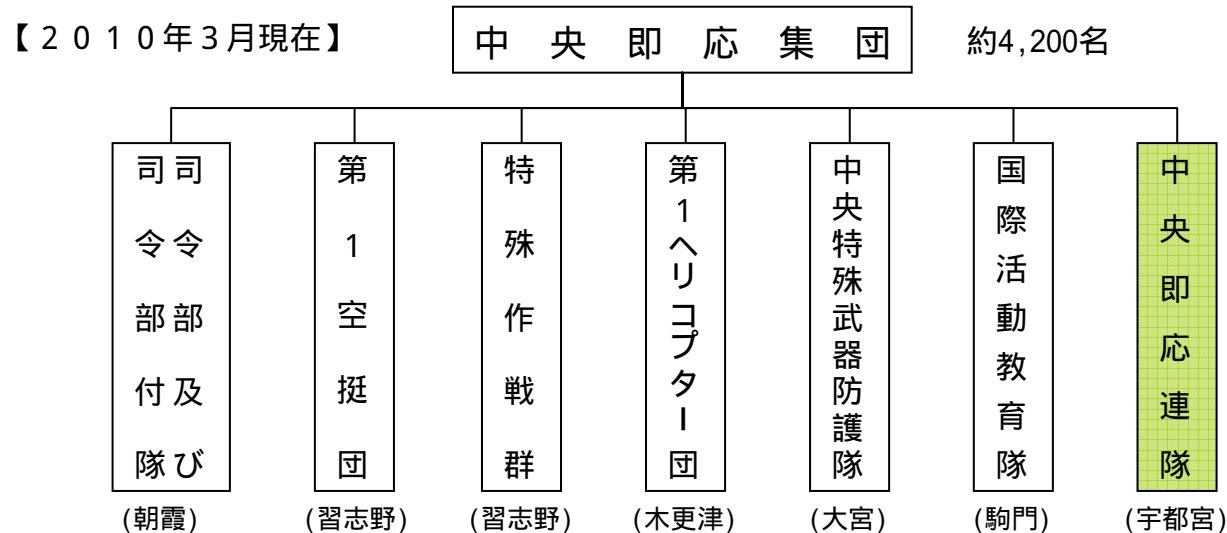 【２０１０年３月現在】
中央即応集団
約4,200名
司令部及び
司令部付隊
第1空挺団
特殊作戦群
第1ヘリコプター団
中央特殊武器防護隊
国際活動教育隊
中央即応連隊
(朝霞)
(習志野)
(習志野)
(木更津)
(大宮)
(駒門)
(宇都宮)